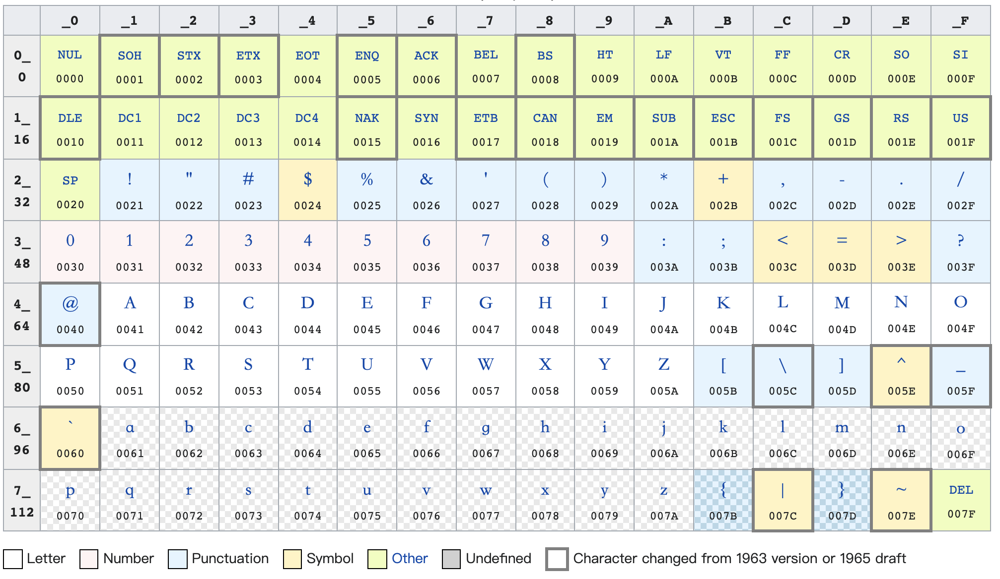 _0 _1 _2 _3 _4 _5 _6 _7 _8 _9 _A _B _C _D _E _F
0_ NUL SOH STX ETX EOT ENQ ACK BEL BS HT LF VT FF CR SO SI
0 0000 0001 0002 0003 0004 0005 0006 0007 0008 0009 000A 000B 000C 000D 000E 000F
1_ DLE DC1 DC2 DC3 DC4 NAK SYN ETB CAN EM SUB ESC FS GS RS US
16 0010 0011 0012 0013 0014 0015 0016 0017 0018 0019 001A 001B 001C 001D 001E 001F
2_ SP ! " # $ % & ' ( ) * + , - . /
32 0020 0021 0022 0023 0024 0025 0026 0027 0028 0029 002A 002B 002C 002D 002E 002F
3_ 0 1 2 3 4 5 6 7 8 9 : ; < = > ?
48 0030 0031 0032 0033 0034 0035 0036 0037 0038 0039 003A 003B 003C 003D 003E 003F
4_ @ A B C D E F G H I J K L M N O
64 0040 0041 0042 0043 0044 0045 0046 0047 0048 0049 004A 004B 004C 004D 004E 004F
5_ P Q R S T U V W X Y Z [ \ ] ^ _
80 0050 0051 0052 0053 0054 0055 0056 0057 0058 0059 005A 005B 005C 005D 005E 005F
6_ ` a b c d e f g h i j k l m n o
96 0060 0061 0062 0063 0064 0065 0066 0067 0068 0069 006A 006B 006C 006D 006E 006F
7_ p q r s t u v w x y z { | } ~ DEL
112 0070 0071 0072 0073 0074 0075 0076 0077 0078 0079 007A 007B 007C 007D 007E 007F
Letter Number Punctuation Symbol Other Undefined Character changed from 1963 version or 1965 draft